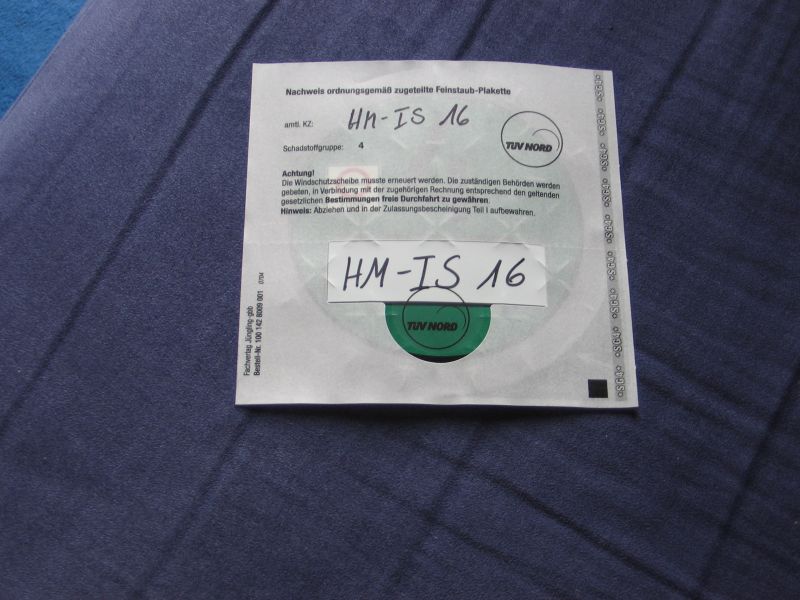 Nachweis ordnungsgemäß zugeteilte Feinstaub-Plakette
amtl. KZ: HM-IS 16
Schadstoffgruppe: 4
TÜV NORD
Achtung!
Die Windschutzscheibe musste erneuert werden. Die zuständigen Behörden werden
gebeten, in Verbindung mit der zugehörigen Rechnung entsprechend den geltenden
gesetzlichen Bestimmungen freie Durchfahrt zu gewähren.
Hinweis: Abziehen und in der Zulassungsbescheinigung Teil I aufbewahren.
HM-IS 16
TÜV NORD
Fachverlag Jüngling-gbb
Bestell-Nr. 100 142 8009 001 07/04